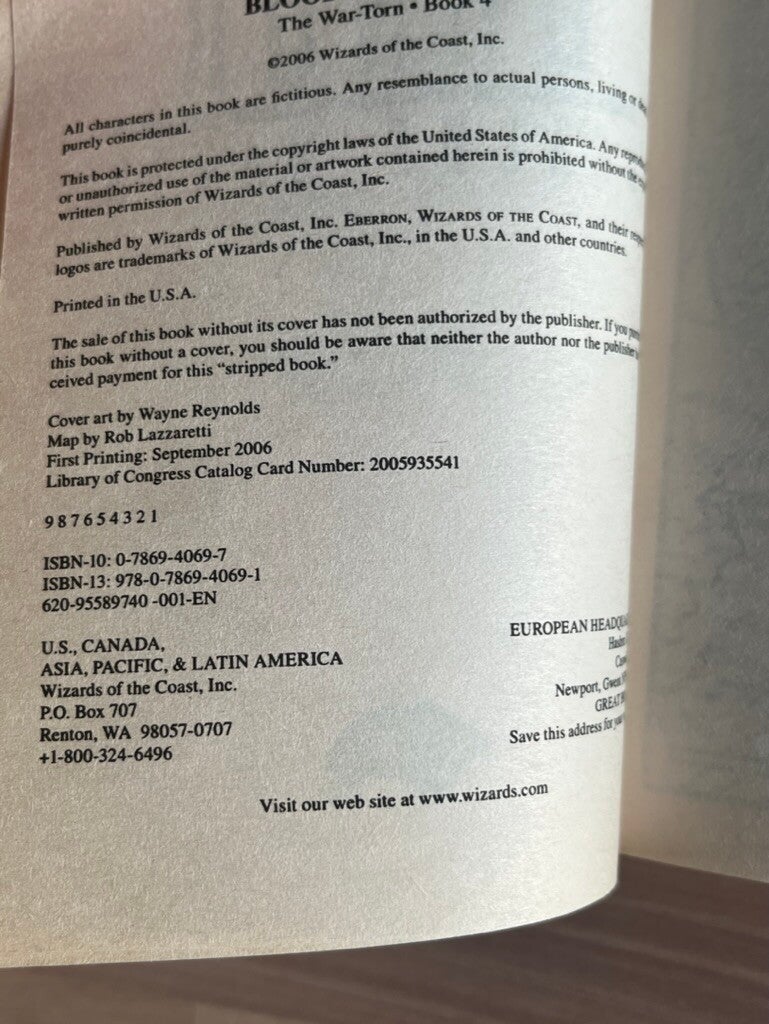 The War-Torn • Book 4
©2006 Wizards of the Coast, Inc.
All characters in this book are fictitious. Any resemblance to actual persons, living or
purely coincidental.
This book is protected under the copyright laws of the United States of America. Any
or unauthorized use of the material or artwork contained herein is prohibited without the
written permission of Wizards of the Coast, Inc.
Published by Wizards of the Coast, Inc. EBERRON, WIZARDS OF THE COAST, and their
logos are trademarks of Wizards of the Coast, Inc., in the U.S.A. and other countries.
Printed in the U.S.A.
The sale of this book without its cover has not been authorized by the publisher. If you
this book without a cover, you should be aware that neither the author nor the publisher
ceived payment for this “stripped book.”
Cover art by Wayne Reynolds
Map by Rob Lazzaretti
First Printing: September 2006
Library of Congress Catalog Card Number: 2005935541
9 8 7 6 5 4 3 2 1
ISBN-10: 0-7869-4069-7
ISBN-13: 978-0-7869-4069-1
620-95589740 -001-EN
U.S., CANADA,
ASIA, PACIFIC, & LATIN AMERICA
Wizards of the Coast, Inc.
P.O. Box 707
Renton, WA 98057-0707
+1-800-324-6496
EUROPEAN
Newport,
GREAT
Save this address for
Visit our web site at www.wizards.com